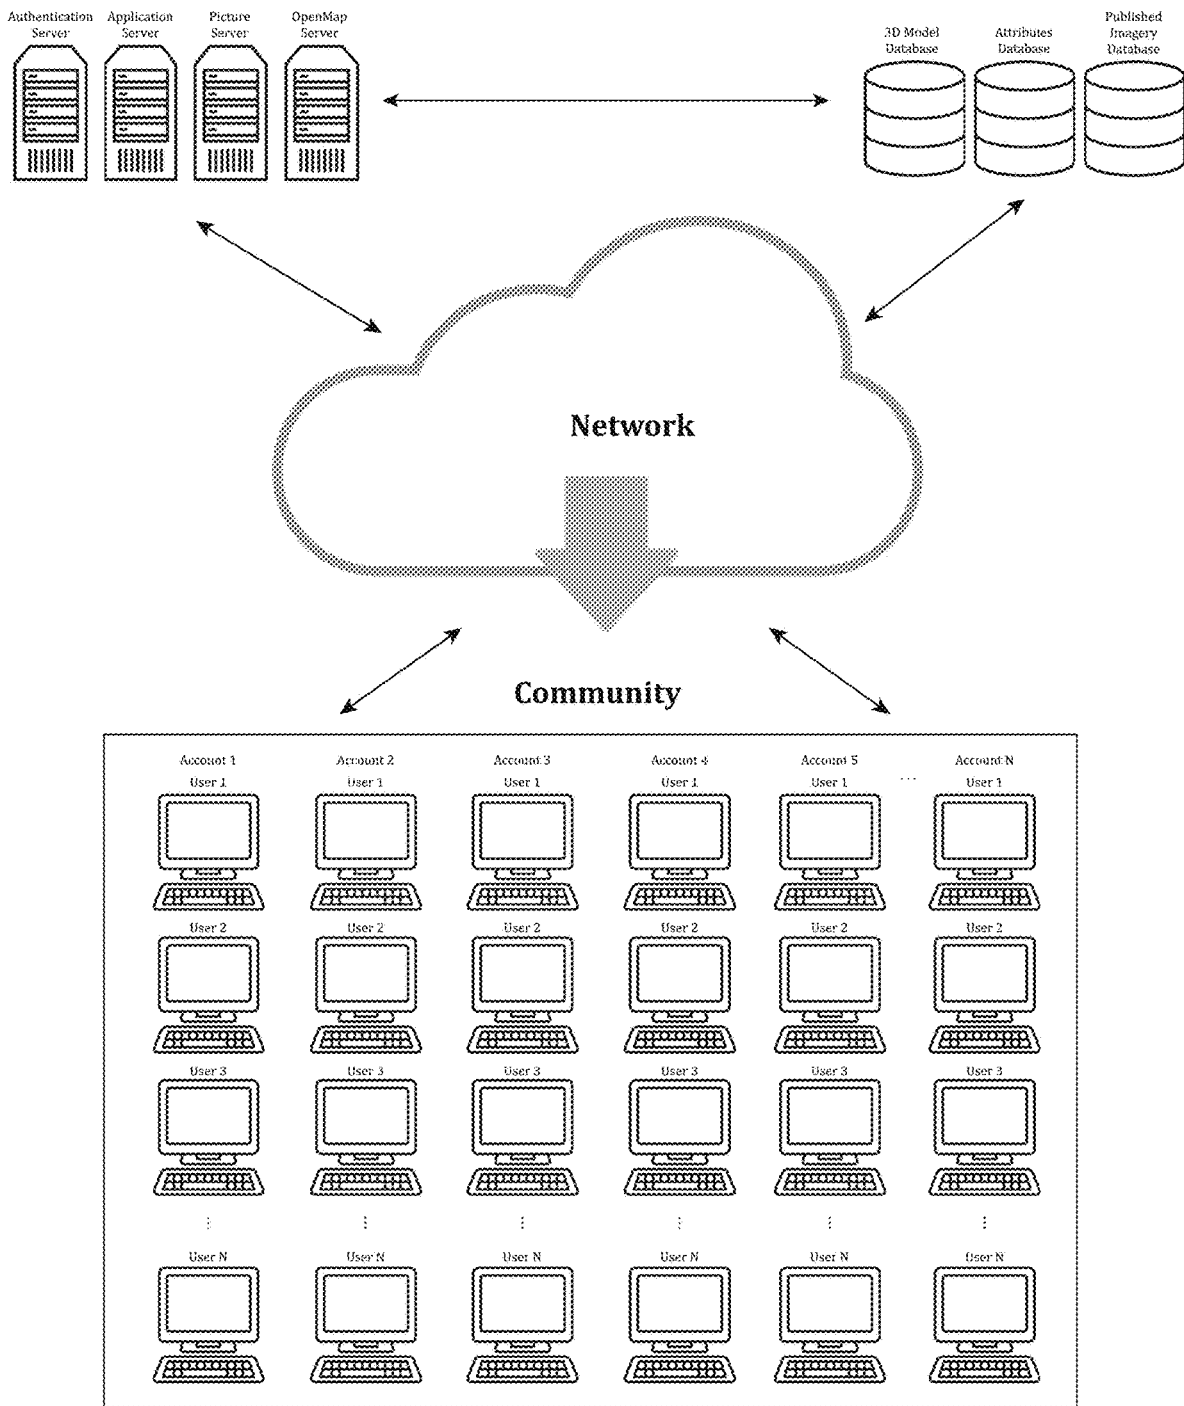 Authentication
Server
Application
Server
Picture
Server
OpenMap
Server
3D Model
Database
Attributes
Database
Published
Imagery
Database
Network
Community
Account 1
Account 2
Account 3
Account 4
Account 5
Account N
User 1
User 1
User 1
User 1
User 1
...
User 1
User 2
User 2
User 2
User 2
User 2
User 2
User 3
User 3
User 3
User 3
User 3
User 3
User N
User N
User N
User N
User N
User N